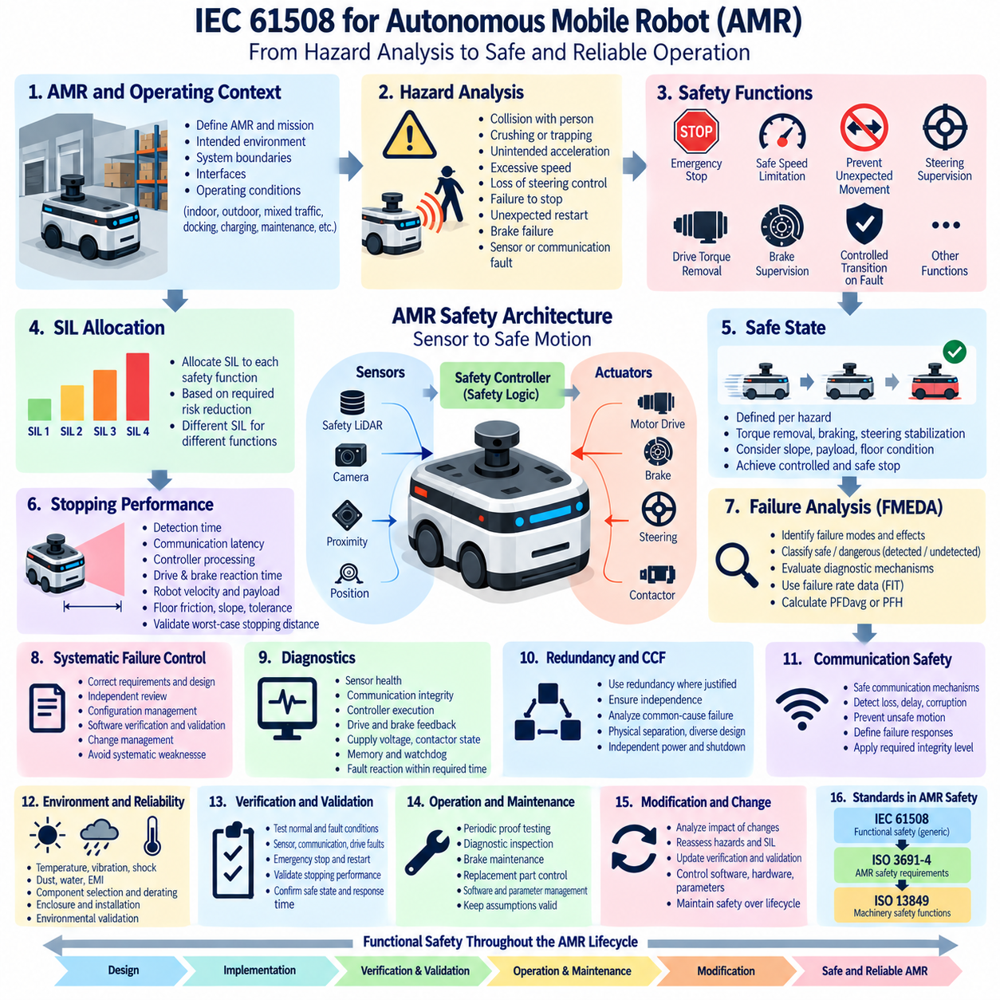 IEC 61508 for Autonomous Mobile Robot (AMR)
From Hazard Analysis to Safe and Reliable Operation
1. AMR and Operating Context
• Define AMR and mission
• Intended environment
• System boundaries
• Interfaces
• Operating conditions
(indoor, outdoor, mixed traffic,
docking, charging, maintenance, etc.)
2. Hazard Analysis
• Collision with person
• Crushing or trapping
• Unintended acceleration
• Excessive speed
• Loss of steering control
• Failure to stop
• Unexpected restart
• Brake failure
• Sensor or communication
fault
3. Safety Functions
STOP
Emergency
Stop
Safe Speed
Limitation
Prevent
Unexpected
Movement
Steering
Supervision
Drive Torque
Removal
Brake
Supervision
Controlled
Transition
on Fault
Other
Functions
4. SIL Allocation
SIL 1 SIL 2 SIL 3 SIL 4
• Allocate SIL to each
safety function
• Based on required
risk reduction
• Different SIL for
different functions
AMR Safety Architecture
Sensor to Safe Motion
Sensors
Safety LiDAR
Camera
Proximity
Position
Safety Controller
(Safety Logic)
Actuators
Motor Drive
Brake
Steering
Contactor
5. Safe State
• Defined per hazard
• Torque removal, braking, steering stabilization
• Consider slope, payload, floor condition
• Achieve controlled and safe stop
6. Stopping Performance
• Detection time
• Communication latency
• Controller processing
• Drive & brake reaction time
• Robot velocity and payload
• Floor friction, slope, tolerance
• Validate worst-case stopping distance
7. Failure Analysis (FMEDA)
• Identify failure modes and effects
• Classify safe / dangerous (detected / undetected)
• Evaluate diagnostic mechanisms
• Use failure rate data (FIT)
• Calculate PFDavg or PFH
8. Systematic Failure Control
• Correct requirements and design
• Independent review
• Configuration management
• Software verification and validation
• Change management
• Avoid systematic weaknesse
9. Diagnostics
• Sensor health
• Communication integrity
• Controller execution
• Drive and brake feedback
• Cupply voltage, contactor state
• Memory and watchdog
• Fault reaction within required time
10. Redundancy and CCF
• Use redundancy where justified
• Ensure independence
• Analyze common-cause failure
• Physical separation, diverse design
• Independent power and shutdown
11. Communication Safety
• Safe communication mechanisms
• Detect loss, delay, corruption
• Prevent unsafe motion
• Define failure responses
• Apply required integrity level
12. Environment and Reliability
• Temperature, vibration, shock
• Dust, water, EMI
• Component selection and derating
• Enclosure and installation
• Environmental validation
13. Verification and Validation
• Test normal and fault conditions
• Sensor, communication, drive faults
• Emergency stop and restart
• Validate stopping performance
• Confirm safe state and response
time
14. Operation and Maintenance
• Periodic proof testing
• Diagnostic inspection
• Brake maintenance
• Replacement part control
• Software and parameter management
• Keep assumptions valid
15. Modification and Change
• Analyze impact of changes
• Reassess hazards and SIL
• Update verification and validation
• Control software, hardware,
parameters
• Maintain safety over lifecycle
16. Standards in AMR Safety
IEC 61508
Functional safety (generic)
ISO 3691-4
AMR safety requirements
ISO 13849
Machinery safety functions
Functional Safety Throughout the AMR Lifecycle
Design
Implementation
Verification & Validation
Operation & Maintenance
Modification
Safe and Reliable AMR